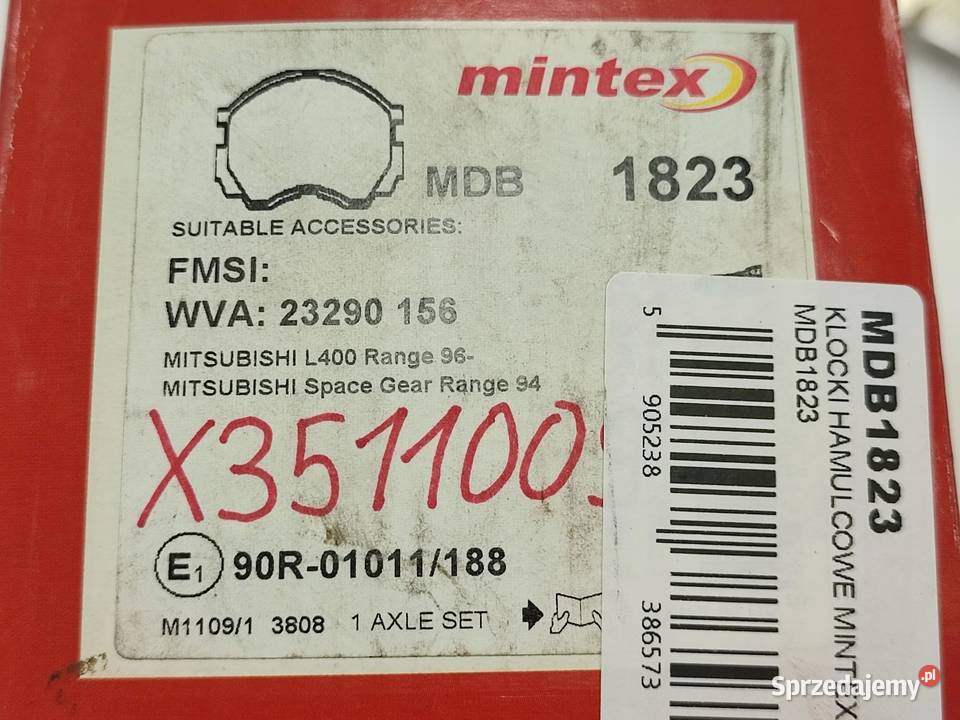 mintex
MDB 1823
SUITABLE ACCESSORIES:
FMSI:
WVA: 23290 156
MITSUBISHI L400 Range 96-
MITSUBISHI Space Gear Range 94
X351100
E1 90R-01011/188
M1109/1 3808 1 AXLE SET
MDB1823
KLOCKI HAMULCOWE MINTEX
MDB1823
5 905238 386573
Sprzedajemy.pl